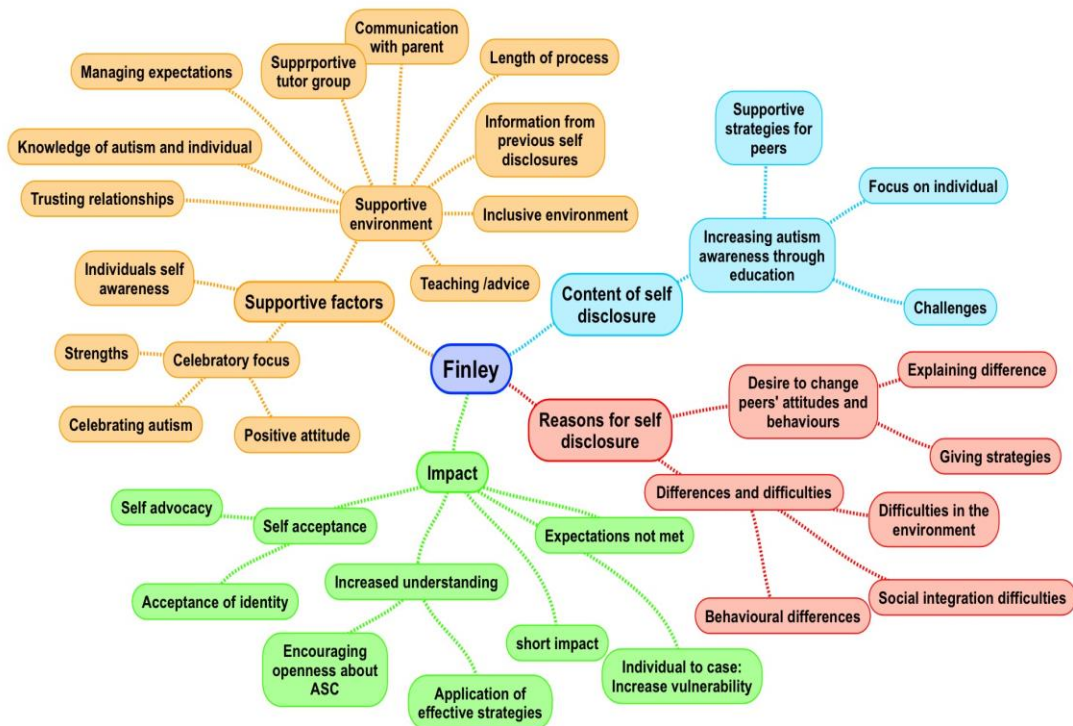 Communication
with parent
Supprportive
tutor group
Length of process
Managing expectations
Information from
previous self
disclosures
Knowledge of autism and individual
Trusting relationships
Supportive
environment
Inclusive environment
Individuals self
awareness
Teaching /advice
Supportive factors
Strengths
Celebratory focus
Celebrating autism
Positive attitude
Supportive
strategies for
peers
Focus on individual
Increasing autism
awareness through
education
Content of self
disclosure
Challenges
Finley
Explaining difference
Desire to change
peers' attitudes and
behaviours
Reasons for self
disclosure
Giving strategies
Differences and difficulties
Difficulties in the
environment
Social integration difficulties
Behavioural differences
Impact
Self advocacy
Self acceptance
Expectations not met
Acceptance of identity
Increased understanding
Encouraging
openness about
ASC
short impact
Application of
effective strategies
Individual to case:
Increase vulnerability